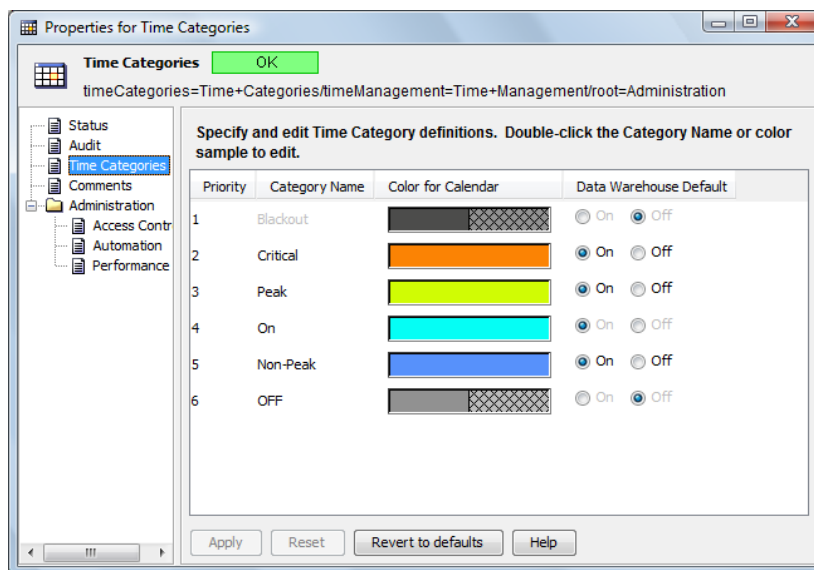 Properties for Time Categories
Time Categories OK
timeCategories=Time+Categories/timeManagement=Time+Management/root=Administration
Status
Audit
Time Categories
Comments
Administration
Access Contr
Automation
Performance
Specify and edit Time Category definitions. Double-click the Category Name or color
sample to edit.
Priority Category Name Color for Calendar Data Warehouse Default
1 Blackout On Off
2 Critical On Off
3 Peak On Off
4 On On Off
5 Non-Peak On Off
6 OFF On Off
Apply Reset Revert to defaults Help